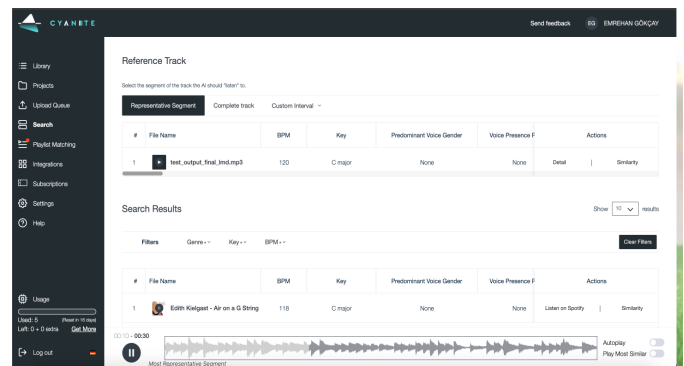 CYANITE
Send feedback EG EMREHAN GÖKÇAY
Library
Projects
Upload Queue
Search
Playlist Matching
Integrations
Subscriptions
Settings
Help
Usage
Used: 5 (Reset in 15 days)
Left: 0 + 0 extra Get More
Log out
Reference Track
Select the segment of the track the AI should "listen" to.
Representative Segment Complete track Custom Interval
# File Name BPM Key Predominant Voice Gender Voice Presence P Actions
1 test_output_final_lmd.mp3 120 C major None None Detail | Similarity
Search Results Show 10 results
Filters Genre + Key + BPM + Clear Filters
# File Name BPM Key Predominant Voice Gender Voice Presence P Actions
1 Edith Kielgast - Air on a G String 118 C major None None Listen on Spotify | Similarity
00:10 - 00:30
Most Representative Segment
Autoplay
Play Most Similar